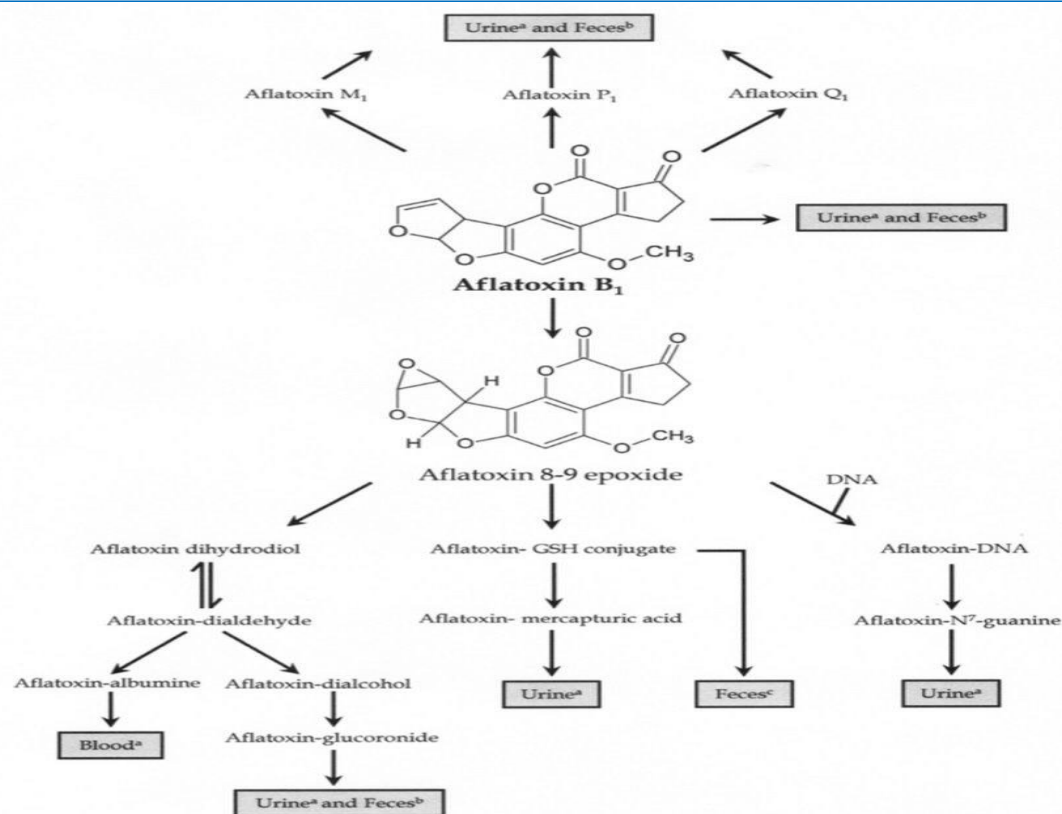 Urineᵃ and Fecesᵇ
Aflatoxin M₁
Aflatoxin P₁
Aflatoxin Q₁
O
O
O
O
O
O
CH₃
Urineᵃ and Fecesᵇ
Aflatoxin B₁
O
O
O
O
H
O
H
O
O
CH₃
Aflatoxin 8-9 epoxide
DNA
Aflatoxin dihydrodiol
Aflatoxin- GSH conjugate
Aflatoxin-DNA
Aflatoxin-dialdehyde
Aflatoxin- mercapturic acid
Aflatoxin-N⁷-guanine
Aflatoxin-albumine
Aflatoxin-dialcohol
Urineᵃ
Fecesᶜ
Urineᵃ
Bloodᵃ
Aflatoxin-glucoronide
Urineᵃ and Fecesᵇ